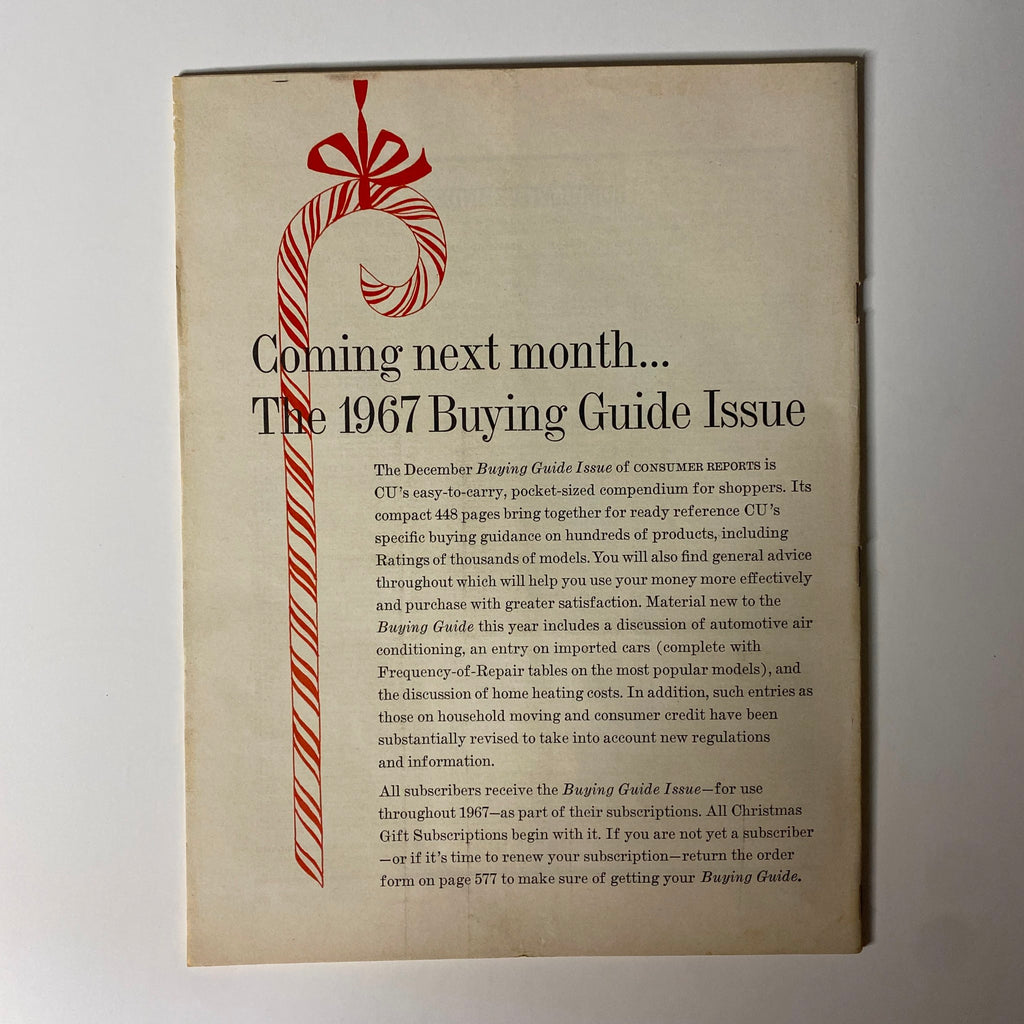 Coming next month...
The 1967 Buying Guide Issue
The December Buying Guide Issue of CONSUMER REPORTS is
CU's easy-to-carry, pocket-sized compendium for shoppers. Its
compact 448 pages bring together for ready reference CU's
specific buying guidance on hundreds of products, including
Ratings of thousands of models. You will also find general advice
throughout which will help you use your money more effectively
and purchase with greater satisfaction. Material new to the
Buying Guide this year includes a discussion of automotive air
conditioning, an entry on imported cars (complete with
Frequency-of-Repair tables on the most popular models), and
the discussion of home heating costs. In addition, such entries as
those on household moving and consumer credit have been
substantially revised to take into account new regulations
and information.
All subscribers receive the Buying Guide Issue—for use
throughout 1967—as part of their subscriptions. All Christmas
Gift Subscriptions begin with it. If you are not yet a subscriber
—or if it's time to renew your subscription—return the order
form on page 577 to make sure of getting your Buying Guide.